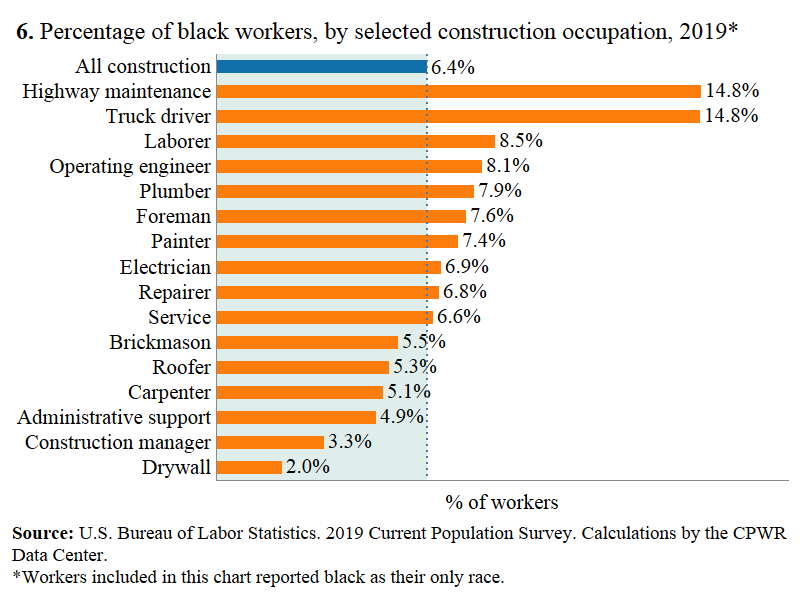 6. Percentage of black workers, by selected construction occupation, 2019*
All construction 6.4%
Highway maintenance 14.8%
Truck driver 14.8%
Laborer 8.5%
Operating engineer 8.1%
Plumber 7.9%
Foreman 7.6%
Painter 7.4%
Electrician 6.9%
Repairer 6.8%
Service 6.6%
Brickmason 5.5%
Roofer 5.3%
Carpenter 5.1%
Administrative support 4.9%
Construction manager 3.3%
Drywall 2.0%
% of workers
Source: U.S. Bureau of Labor Statistics. 2019 Current Population Survey. Calculations by the CPWR
Data Center.
*Workers included in this chart reported black as their only race.